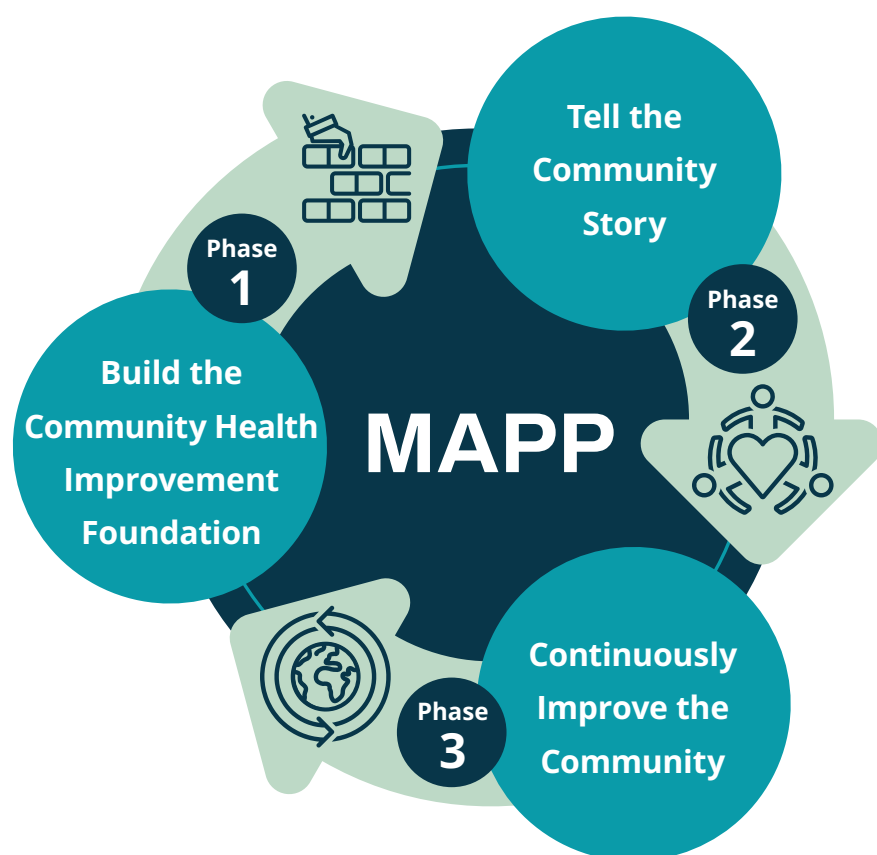 Phase
1
Build the
Community Health
Improvement
Foundation
MAPP
Tell the
Community
Story
Phase
2
Continuously
Improve the
Community
Phase
3